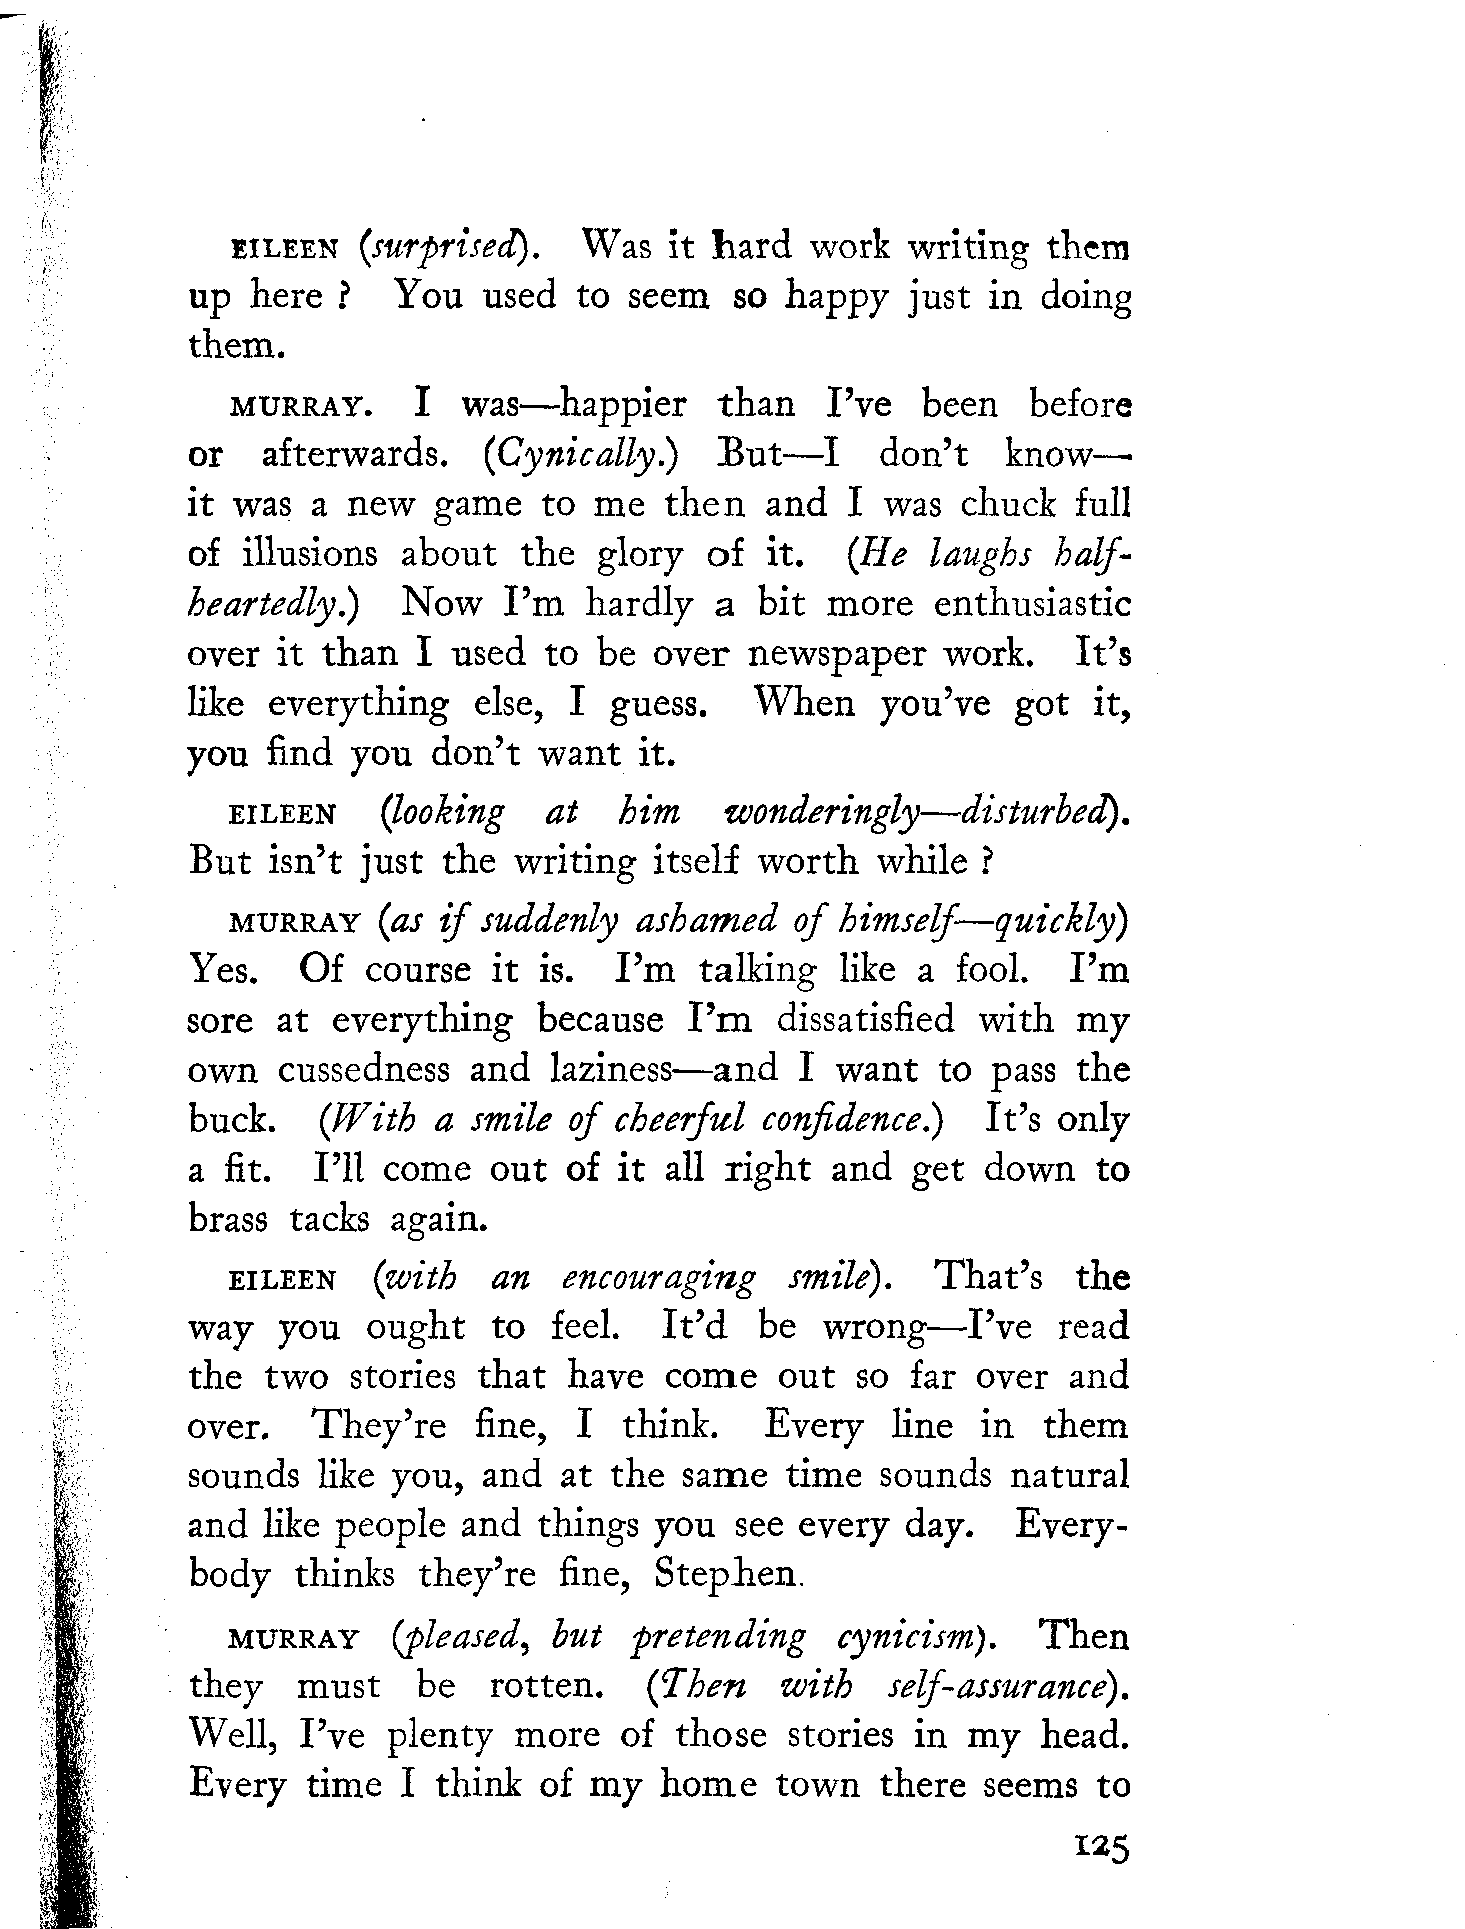 EILEEN (surprised). Was it hard work writing them
up here ? You used to seem so happy just in doing
them.
MURRAY. I was—happier than I've been before
or afterwards. (Cynically.) But—I don't know—
it was a new game to me then and I was chuck full
of illusions about the glory of it. (He laughs half-
heartedly.) Now I'm hardly a bit more enthusiastic
over it than I used to be over newspaper work. It's
like everything else, I guess. When you've got it,
you find you don't want it.
EILEEN (looking at him wonderingly—disturbed).
But isn't just the writing itself worth while ?
MURRAY (as if suddenly ashamed of himself—quickly)
Yes. Of course it is. I'm talking like a fool. I'm
sore at everything because I'm dissatisfied with my
own cussedness and laziness—and I want to pass the
buck. (With a smile of cheerful confidence.) It's only
a fit. I'll come out of it all right and get down to
brass tacks again.
EILEEN (with an encouraging smile). That's the
way you ought to feel. It'd be wrong—I've read
the two stories that have come out so far over and
over. They're fine, I think. Every line in them
sounds like you, and at the same time sounds natural
and like people and things you see every day. Every-
body thinks they're fine, Stephen.
MURRAY (pleased, but pretending cynicism). Then
they must be rotten. (Then with self-assurance).
Well, I've plenty more of those stories in my head.
Every time I think of my home town there seems to
125